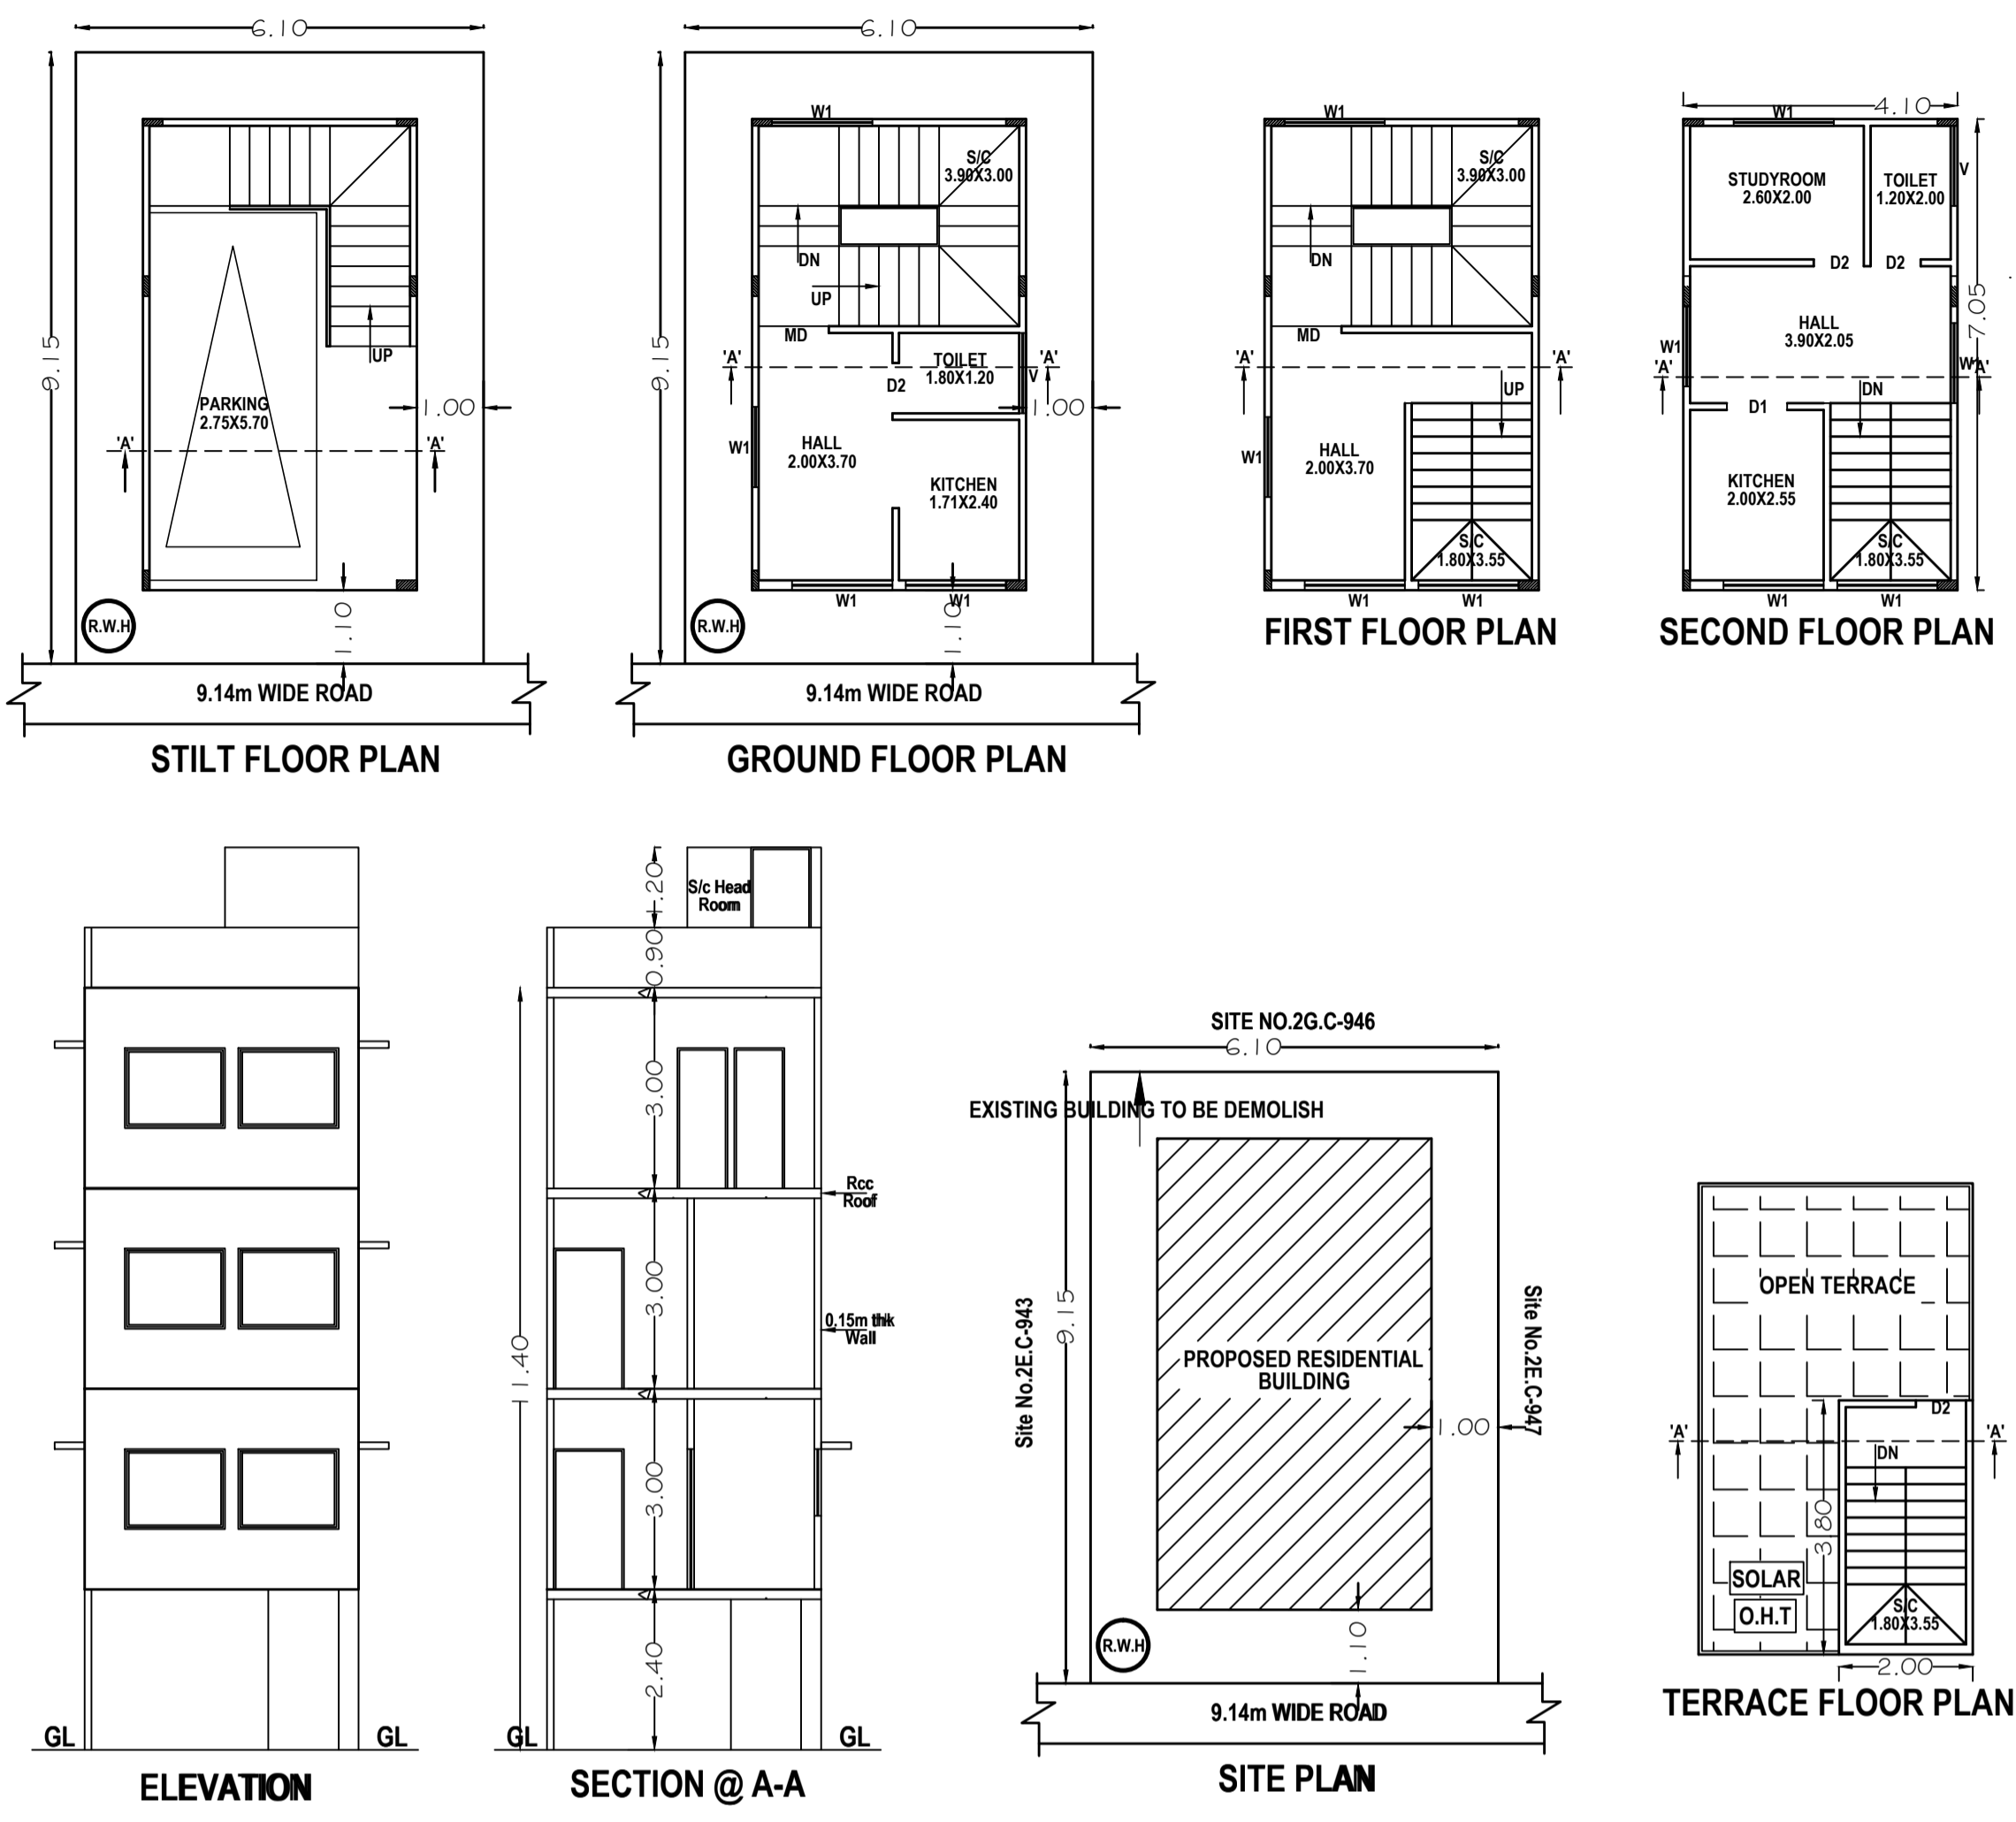 6.10
9.15
PARKING
2.75X5.70
UP
1.00
'A'
'A'
1.10
R.W.H
9.14m WIDE ROAD
STILT FLOOR PLAN
6.10
9.15
W1
S/C
3.90X3.00
DN
UP
MD
'A'
'A'
TOILET
1.80X1.20
D2
V
1.00
W1
HALL
2.00X3.70
KITCHEN
1.71X2.40
W1
W1
1.10
R.W.H
9.14m WIDE ROAD
GROUND FLOOR PLAN
W1
S/C
3.90X3.00
DN
MD
'A'
'A'
UP
W1
HALL
2.00X3.70
S/C
1.80X3.55
W1
W1
FIRST FLOOR PLAN
4.10
W1
STUDYROOM
2.60X2.00
TOILET
1.20X2.00
V
D2
D2
7.05
HALL
3.90X2.05
W1
W1
'A'
'A'
D1
DN
KITCHEN
2.00X2.55
S/C
1.80X3.55
W1
W1
SECOND FLOOR PLAN
GL
GL
ELEVATION
1.20
S/c Head
Room
0.90
3.00
Rcc
Roof
3.00
0.15m thk
Wall
11.40
3.00
2.40
GL
GL
SECTION @ A-A
SITE NO.2G.C-946
6.10
EXISTING BUILDING TO BE DEMOLISH
9.15
Site No.2E.C-943
Site No.2E.C-947
PROPOSED RESIDENTIAL
BUILDING
1.00
1.10
R.W.H
9.14m WIDE ROAD
SITE PLAN
OPEN TERRACE
D2
'A'
'A'
DN
3.80
SOLAR
O.H.T
S/C
1.80X3.55
2.00
TERRACE FLOOR PLAN